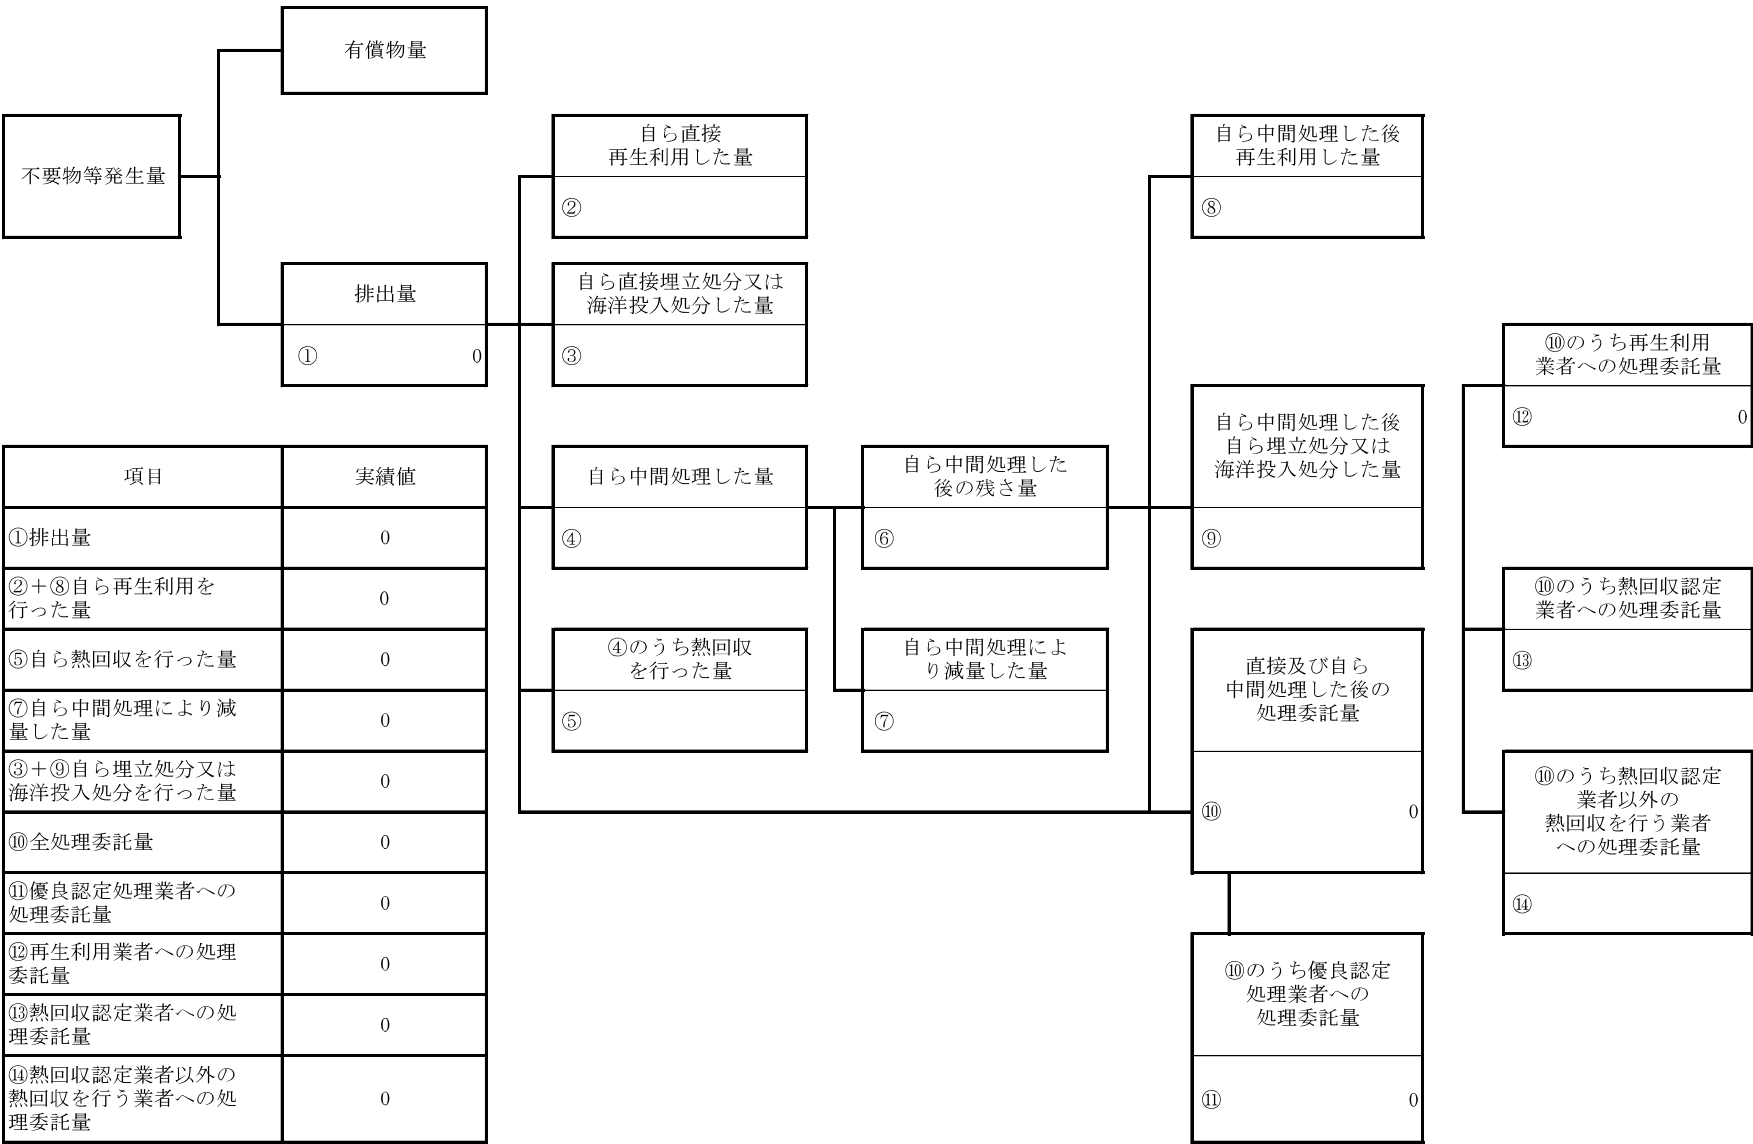 有償物量
不要物等発生量
排出量
① 0
自ら直接
再生利用した量
②
自ら直接埋立処分又は
海洋投入処分した量
③
自ら中間処理した量
④
④のうち熱回収
を行った量
⑤
自ら中間処理した
後の残さ量
⑥
自ら中間処理によ
り減量した量
⑦
自ら中間処理した後
再生利用した量
⑧
自ら中間処理した後
自ら埋立処分又は
海洋投入処分した量
⑨
直接及び自ら
中間処理した後の
処理委託量
⑩ 0
⑩のうち優良認定
処理業者への
処理委託量
⑪ 0
⑩のうち再生利用
業者への処理委託量
⑫ 0
⑩のうち熱回収認定
業者への処理委託量
⑬
⑩のうち熱回収認定
業者以外の
熱回収を行う業者
への処理委託量
⑭
項目 実績値
①排出量 0
②＋⑧自ら再生利用を
行った量 0
⑤自ら熱回収を行った量 0
⑦自ら中間処理により減
量した量 0
③＋⑨自ら埋立処分又は
海洋投入処分を行った量 0
⑩全処理委託量 0
⑪優良認定処理業者への
処理委託量 0
⑫再生利用業者への処理
委託量 0
⑬熱回収認定業者への処
理委託量 0
⑭熱回収認定業者以外の
熱回収を行う業者への処
理委託量 0